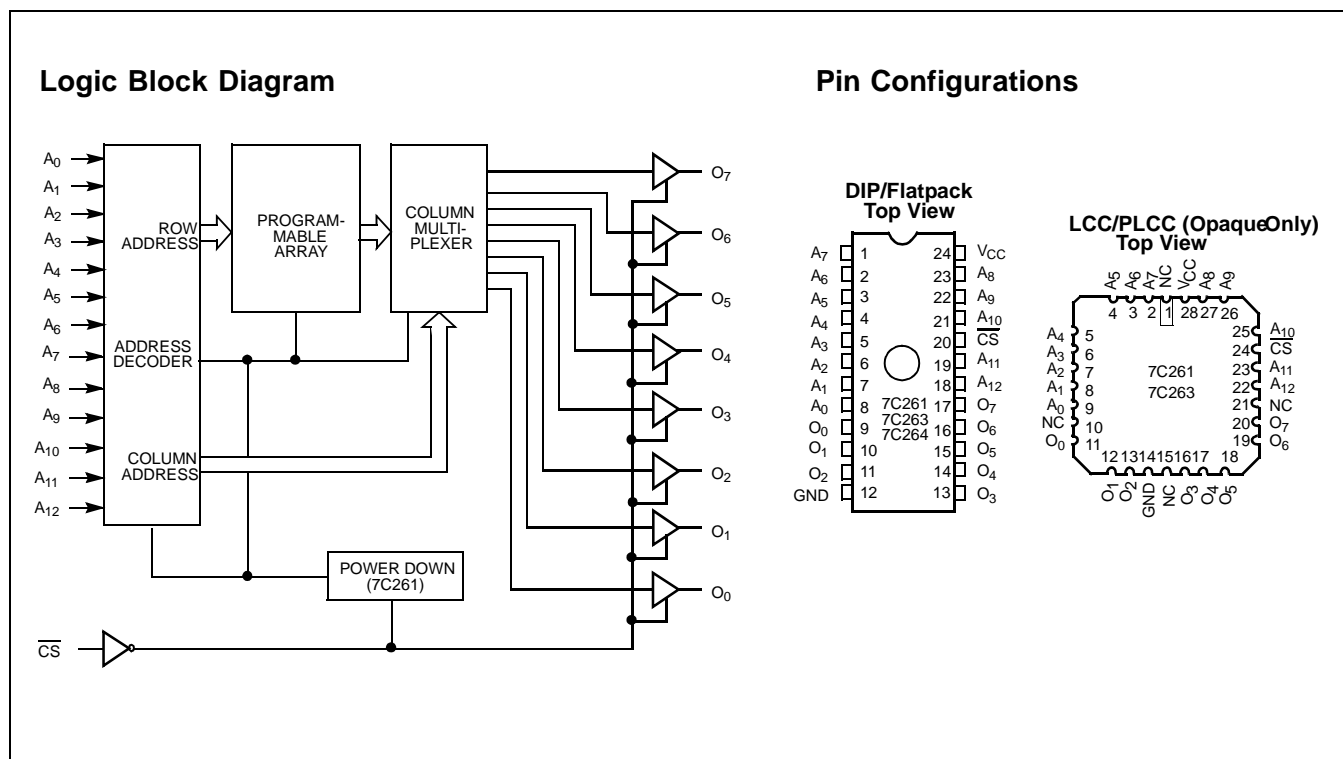 Logic Block Diagram
A0
A1
A2
A3
A4
A5
A6
A7
A8
A9
A10
A11
A12
ROW
ADDRESS
ADDRESS
DECODER
COLUMN
ADDRESS
PROGRAM-
MABLE
ARRAY
COLUMN
MULTI-
PLEXER
POWER DOWN
(7C261)
CS
O7
O6
O5
O4
O3
O2
O1
O0
Pin Configurations
DIP/Flatpack
Top View
A7 1 24 VCC
A6 2 23 A8
A5 3 22 A9
A4 4 21 A10
A3 5 20 CS
A2 6 19 A11
A1 7 18 A12
A0 8 7C261 17 O7
O0 9 7C263 16 O6
7C264
O1 10 15 O5
O2 11 14 O4
GND 12 13 O3
LCC/PLCC (OpaqueOnly)
Top View
A5 A6 A7 NC VCC A8 A9
4 3 2 1 28 27 26
A4 5 25 A10
A3 6 24 CS
A2 7 7C261 23 A11
A1 8 7C263 22 A12
A0 9 21 NC
NC 10 20 O7
O0 11 19 O6
12 13 14 15 16 17 18
O1 O2 GND NC O3 O4 O5